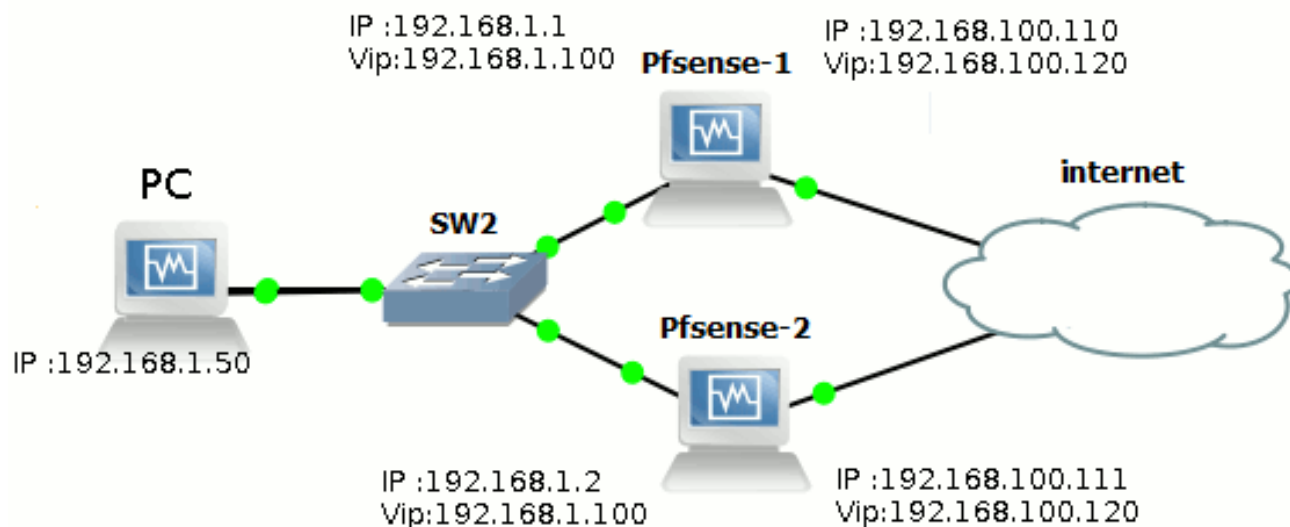 IP :192.168.1.1
Vip:192.168.1.100
IP :192.168.100.110
Vip:192.168.100.120
Pfsense-1
internet
PC
SW2
IP :192.168.1.50
Pfsense-2
IP :192.168.1.2
Vip:192.168.1.100
IP :192.168.100.111
Vip:192.168.100.120